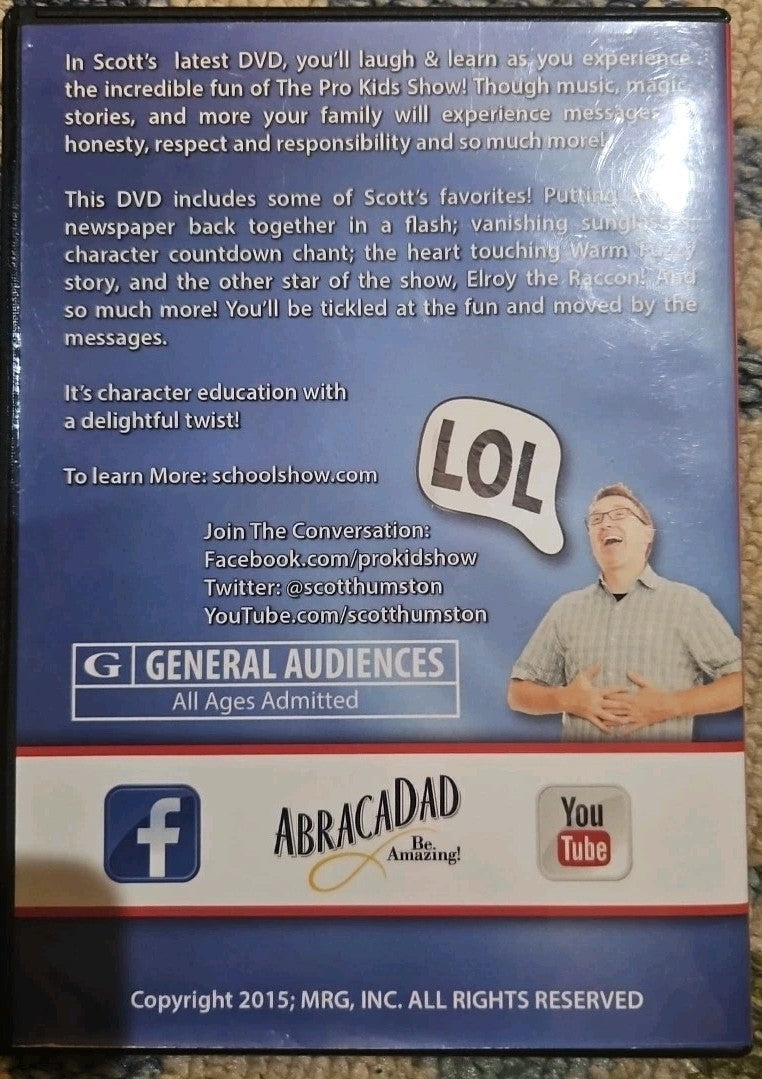 In Scott's latest DVD, you'll laugh & learn as you experience
the incredible fun of The Pro Kids Show! Though music, magic,
stories, and more your family will experience messages
honesty, respect and responsibility and so much more!
This DVD includes some of Scott's favorites! Putting
newspaper back together in a flash; vanishing
character countdown chant; the heart touching Warm
story, and the other star of the show, Elroy the Raccon! And
so much more! You'll be tickled at the fun and moved by the
messages.
It's character education with
a delightful twist!
To learn More: schoolshow.com
LOL
Join The Conversation:
Facebook.com/prokidshow
Twitter: @scotthumston
YouTube.com/scotthumston
G GENERAL AUDIENCES
All Ages Admitted
f
ABRACADAD
Be
Amazing!
You
Tube
Copyright 2015; MRG, INC. ALL RIGHTS RESERVED